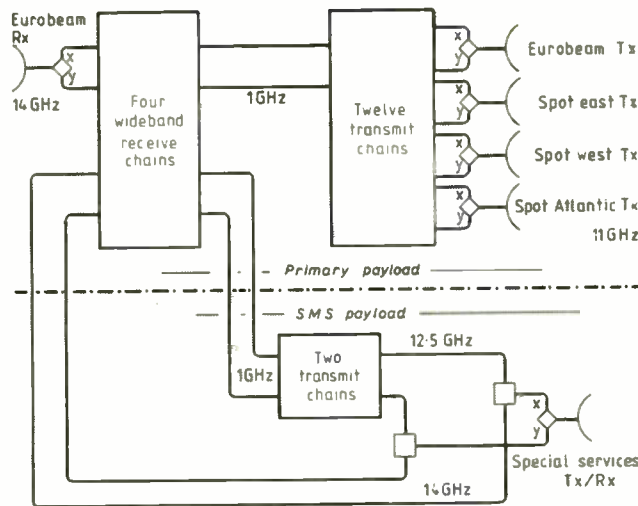 Eurobeam
Rx
x
y
14 GHz
Four
wideband
receive
chains
1GHz
Twelve
transmit
chains
x
y
Eurobeam Tx
x
y
Spot east Tx
x
y
Spot west Tx
x
y
Spot Atlantic Tx
11GHz
Primary payload
SMS payload
1GHz
Two
transmit
chains
12.5 GHz
x
y
Special services
Tx/Rx
14GHz